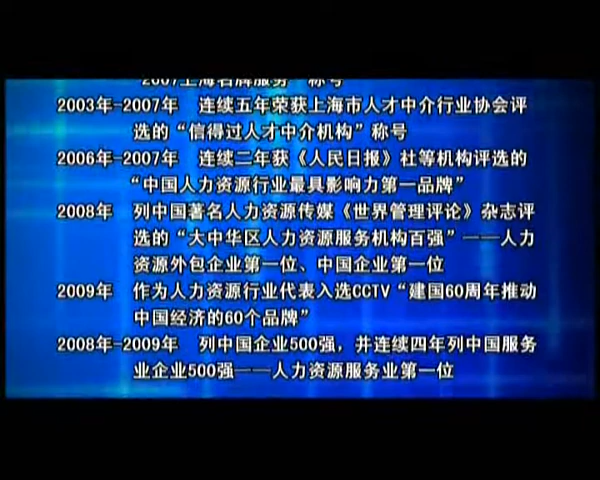 2007上海名牌服务”称号
2003年-2007年 连续五年荣获上海市人才中介行业协会评
选的“信得过人才中介机构”称号
2006年-2007年 连续二年获《人民日报》社等机构评选的
“中国人力资源行业最具影响力第一品牌”
2008年 列中国著名人力资源传媒《世界管理评论》杂志评
选的“大中华区人力资源服务机构百强”——人力
资源外包企业第一位、中国企业第一位
2009年 作为人力资源行业代表入选CCTV“建国60周年推动
中国经济的60个品牌”
2008年-2009年 列中国企业500强，并连续四年列中国服务
业企业500强——人力资源服务业第一位